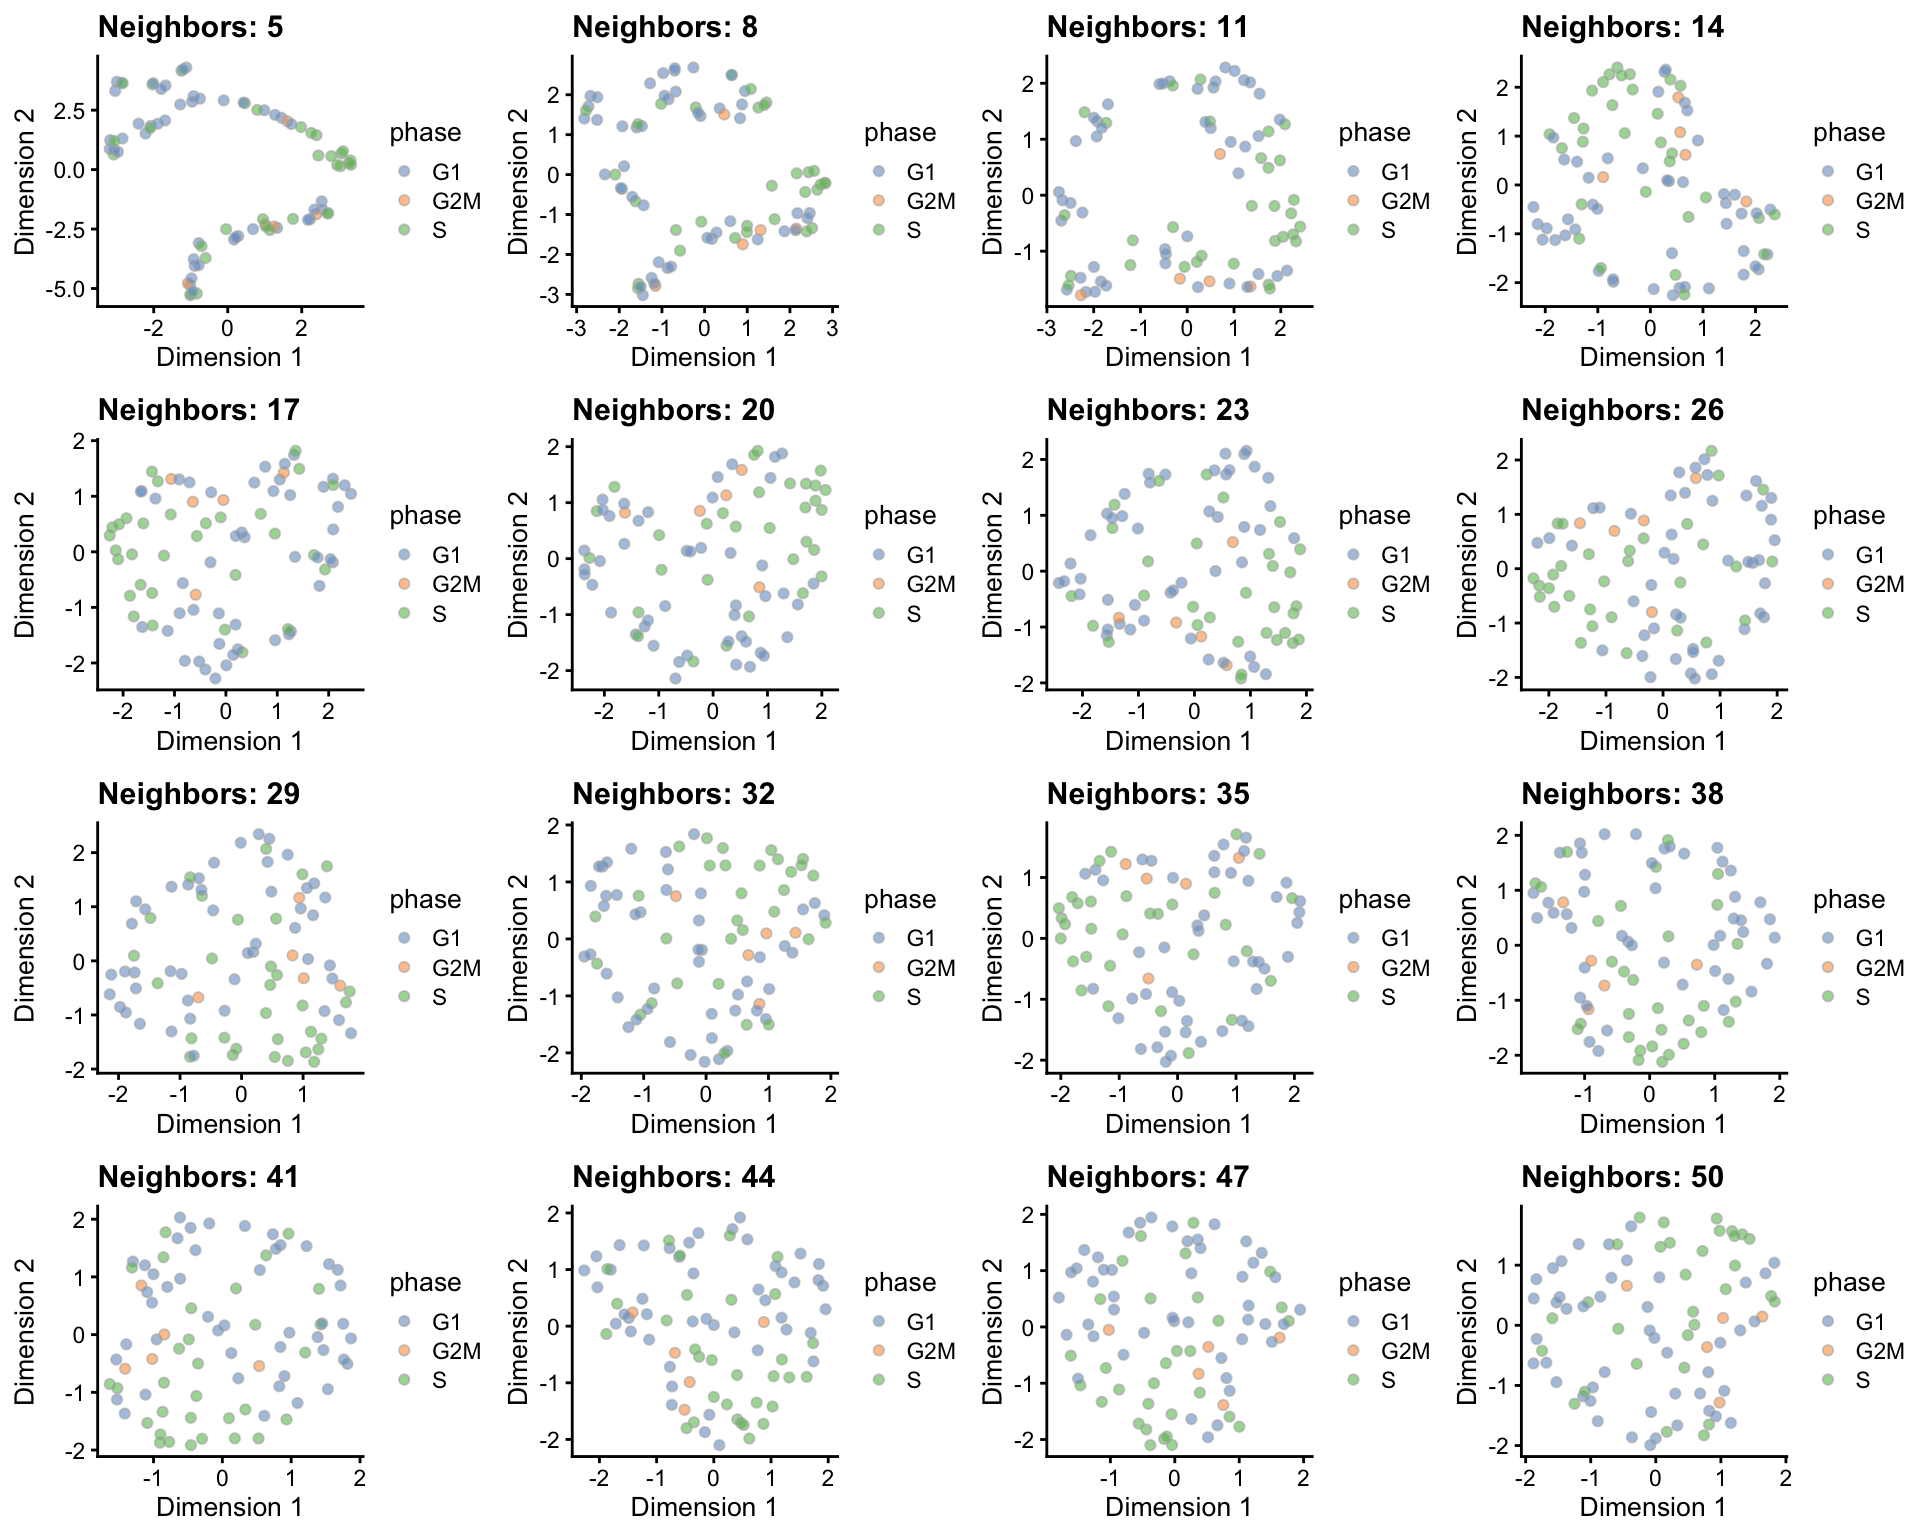 Neighbors: 5
Dimension 2
2.5
0.0
-2.5
-5.0
-2 0 2
Dimension 1
phase
G1
G2M
S
Neighbors: 8
Dimension 2
2
1
0
-1
-2
-3
-3 -2 -1 0 1 2 3
Dimension 1
phase
G1
G2M
S
Neighbors: 11
Dimension 2
2
1
0
-1
-3 -2 -1 0 1 2
Dimension 1
phase
G1
G2M
S
Neighbors: 14
Dimension 2
2
1
0
-1
-2
-2 -1 0 1 2
Dimension 1
phase
G1
G2M
S
Neighbors: 17
Dimension 2
2
1
0
-1
-2
-2 -1 0 1 2
Dimension 1
phase
G1
G2M
S
Neighbors: 20
Dimension 2
2
1
0
-1
-2
-2 -1 0 1 2
Dimension 1
phase
G1
G2M
S
Neighbors: 23
Dimension 2
2
1
0
-1
-2
-2 -1 0 1 2
Dimension 1
phase
G1
G2M
S
Neighbors: 26
Dimension 2
2
1
0
-1
-2
-2 -1 0 1 2
Dimension 1
phase
G1
G2M
S
Neighbors: 29
Dimension 2
2
1
0
-1
-2
-2 -1 0 1
Dimension 1
phase
G1
G2M
S
Neighbors: 32
Dimension 2
2
1
0
-1
-2
-2 -1 0 1 2
Dimension 1
phase
G1
G2M
S
Neighbors: 35
Dimension 2
1
0
-1
-2
-2 -1 0 1 2
Dimension 1
phase
G1
G2M
S
Neighbors: 38
Dimension 2
2
1
0
-1
-2
-1 0 1 2
Dimension 1
phase
G1
G2M
S
Neighbors: 41
Dimension 2
2
1
0
-1
-2
-1 0 1 2
Dimension 1
phase
G1
G2M
S
Neighbors: 44
Dimension 2
2
1
0
-1
-2
-2 -1 0 1 2
Dimension 1
phase
G1
G2M
S
Neighbors: 47
Dimension 2
2
1
0
-1
-2
-1 0 1 2
Dimension 1
phase
G1
G2M
S
Neighbors: 50
Dimension 2
2
1
0
-1
-2
-2 -1 0 1 2
Dimension 1
phase
G1
G2M
S